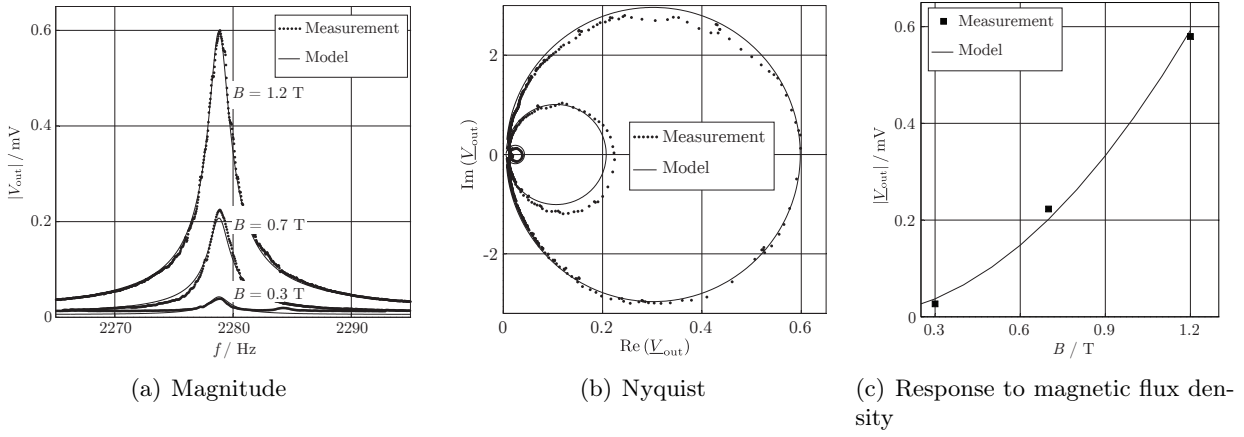 0.6
0.4
0.2
0
|V_out| / mV
Measurement
Model
B = 1.2 T
B = 0.7 T
B = 0.3 T
2270
2280
2290
f / Hz
(a) Magnitude
2
0
-2
Im (V_out)
Measurement
Model
0
0.2
0.4
0.6
Re (V_out)
(b) Nyquist
0.6
0.4
0.2
0
|V_out| / mV
Measurement
Model
0.3
0.6
0.9
1.2
B / T
(c) Response to magnetic flux den-
sity